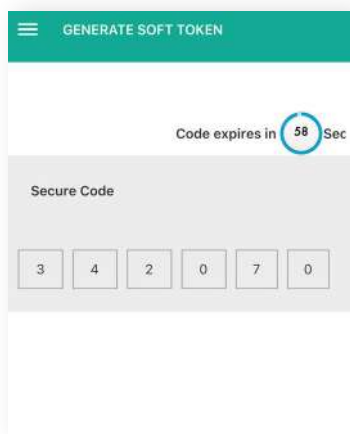 GENERATE SOFT TOKEN
Code expires in 58 Sec
Secure Code
3 4 2 0 7 0